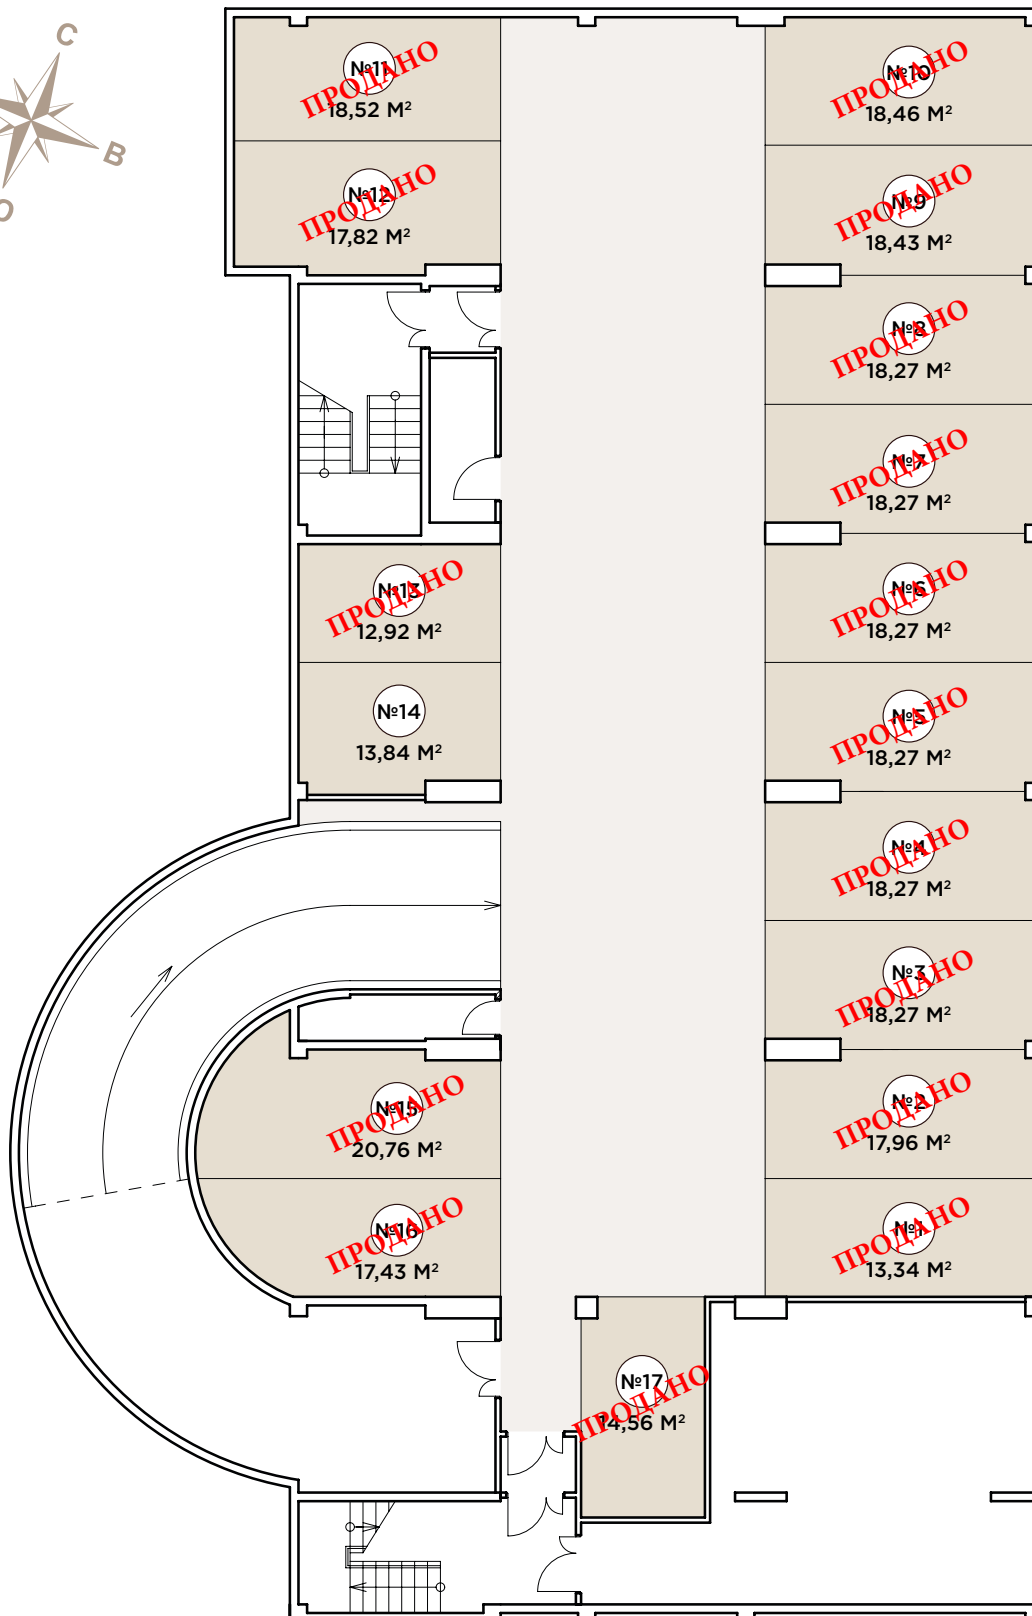 С
В
№11
ПРОДАНО
18,52 М²
№10
ПРОДАНО
18,46 М²
№12
ПРОДАНО
17,82 М²
№9
ПРОДАНО
18,43 М²
№8
ПРОДАНО
18,27 М²
№7
ПРОДАНО
18,27 М²
№13
ПРОДАНО
12,92 М²
№6
ПРОДАНО
18,27 М²
№14
13,84 М²
№5
ПРОДАНО
18,27 М²
№4
ПРОДАНО
18,27 М²
№3
ПРОДАНО
18,27 М²
№15
ПРОДАНО
20,76 М²
№2
ПРОДАНО
17,96 М²
№16
ПРОДАНО
17,43 М²
№1
ПРОДАНО
13,34 М²
№17
ПРОДАНО
14,56 М²